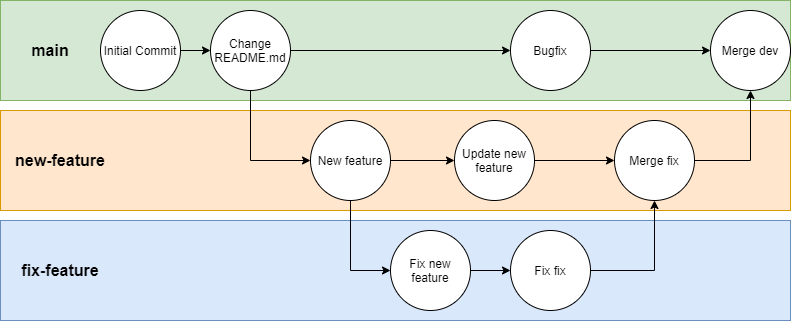 main
Initial Commit
Change
README.md
Bugfix
Merge dev
new-feature
New feature
Update new
feature
Merge fix
fix-feature
Fix new
feature
Fix fix